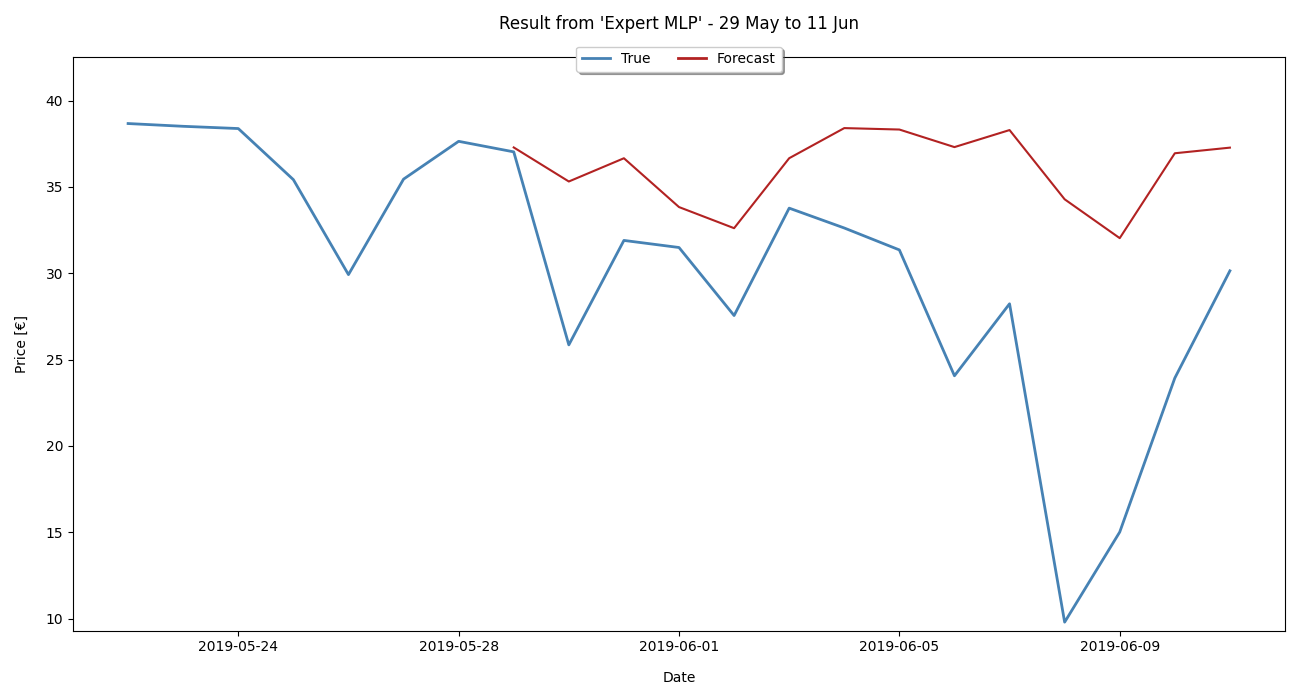 Result from 'Expert MLP' - 29 May to 11 Jun
True Forecast
40
35
30
25
20
15
10
Price [€]
2019-05-24 2019-05-28 2019-06-01 2019-06-05 2019-06-09
Date